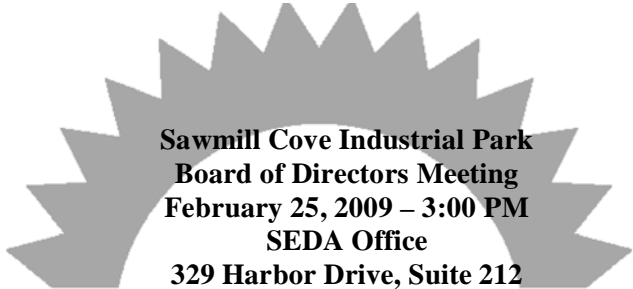 Sawmill Cove Industrial Park
Board of Directors Meeting
February 25, 2009 – 3:00 PM
SEDA Office
329 Harbor Drive, Suite 212